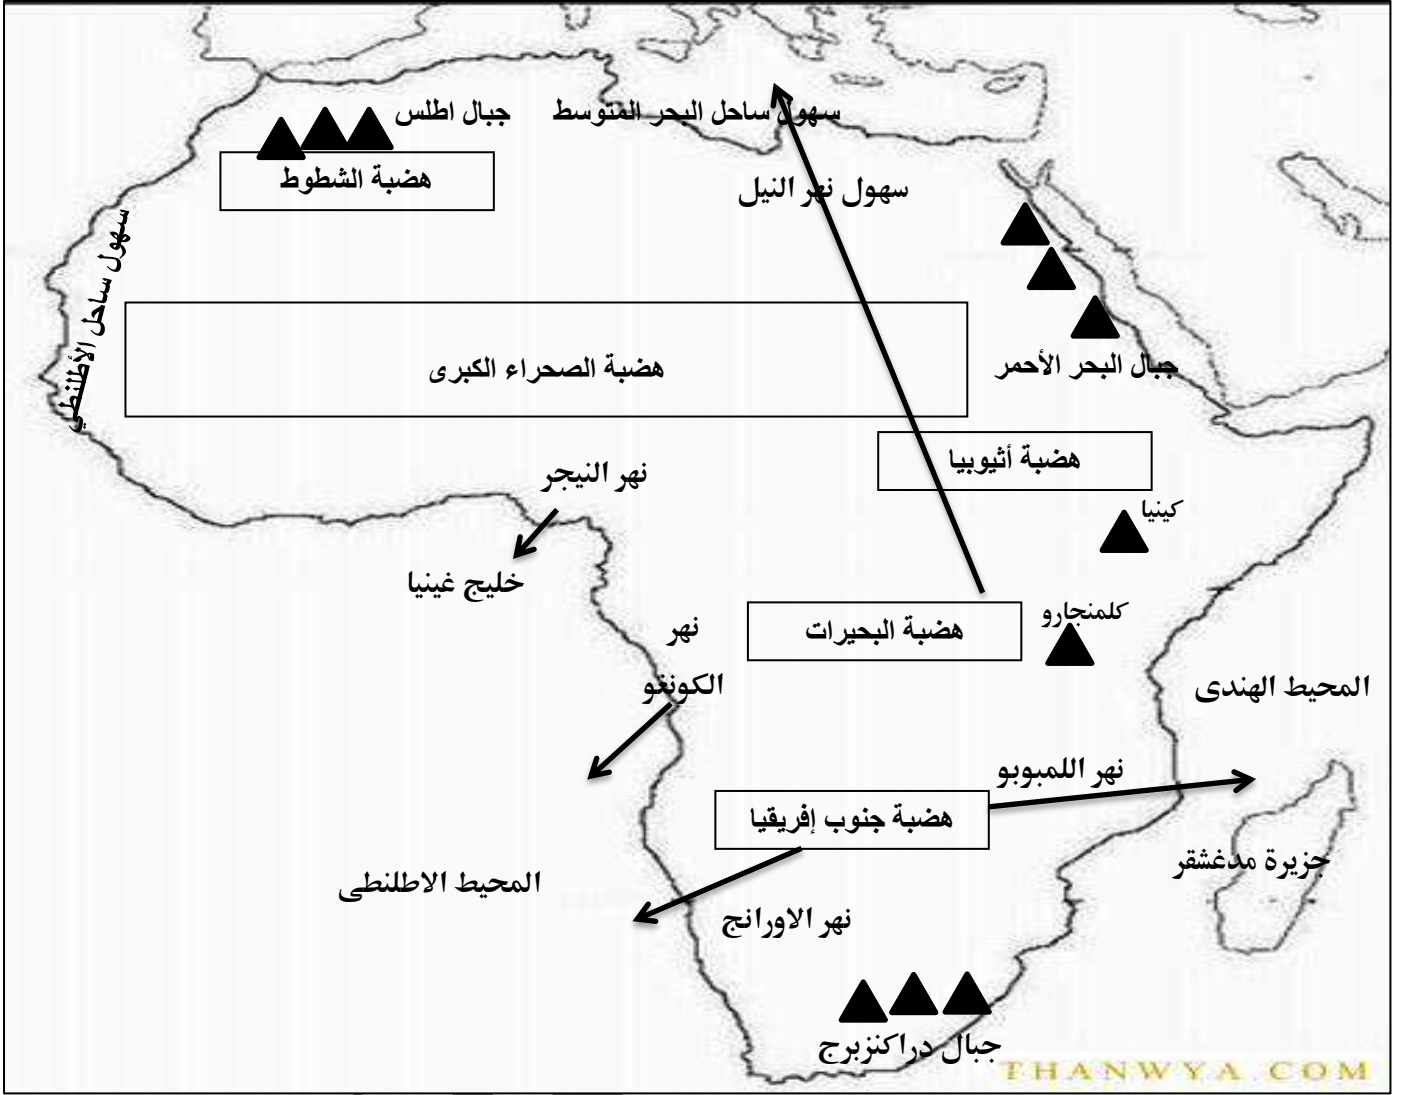 سهول ساحل البحر المتوسط
جبال اطلس
هضبة الشطوط
سهول نهر النيل
سهول ساحل الأطلنطي
هضبة الصحراء الكبرى
جبال البحر الأحمر
هضبة أثيوبيا
نهر النيجر
كينيا
خليج غينيا
كلمنجارو
هضبة البحيرات
نهر
الكونغو
المحيط الهندى
نهر اللمبوبو
هضبة جنوب إفريقيا
جزيرة مدغشقر
المحيط الاطلنطى
نهر الاورانج
جبال دراكنزبرج
THANWYA.COM